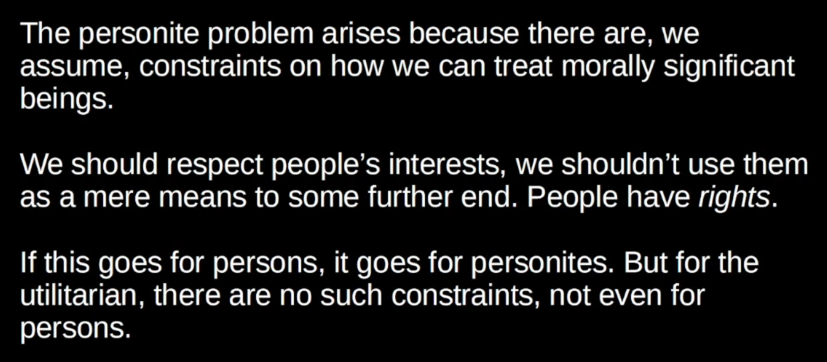 The personite problem arises because there are, we
assume, constraints on how we can treat morally significant
beings.
We should respect people’s interests, we shouldn’t use them
as a mere means to some further end. People have rights.
If this goes for persons, it goes for personites. But for the
utilitarian, there are no such constraints, not even for
persons.